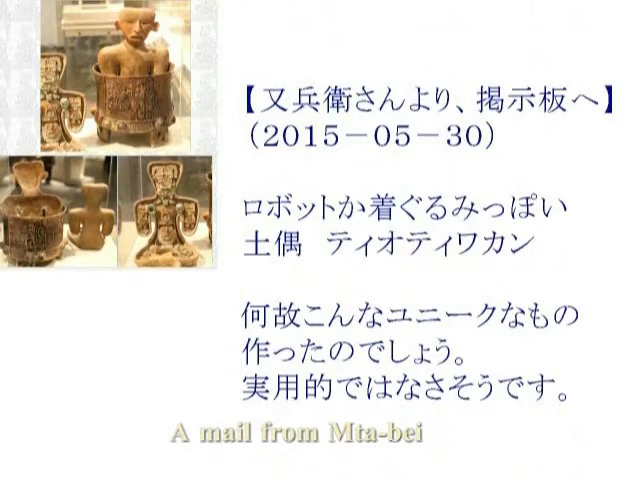 【又兵衛さんより、掲示板へ】
（２０１５－０５－３０）
ロボットか着ぐるみっぽい
土偶　ティオティワカン
何故こんなユニークなもの
作ったのでしょう。
実用的ではなさそうです。
A mail from Mta-bei